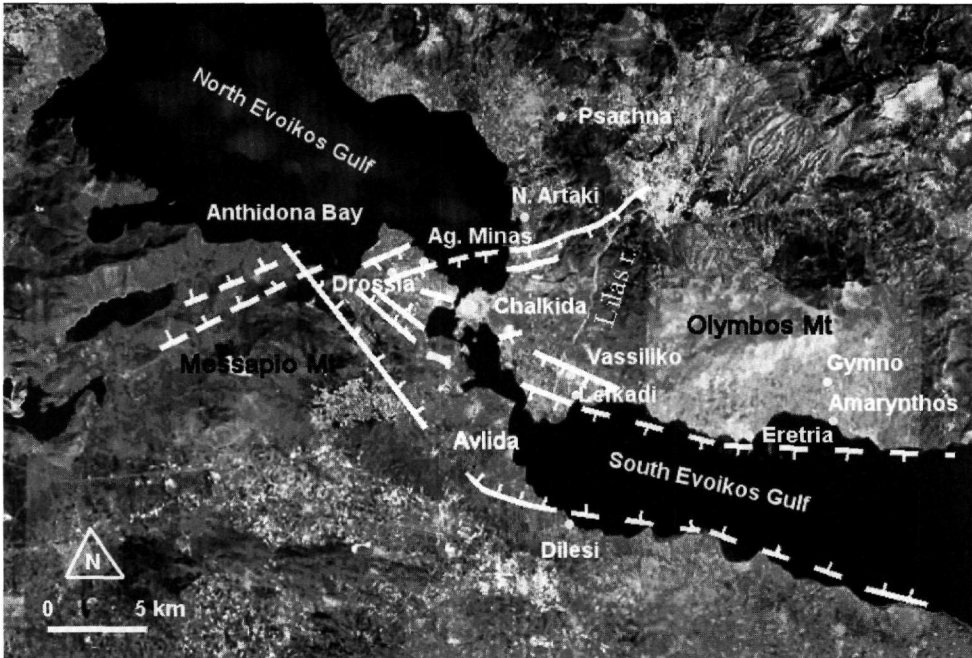 North Evoikos Gulf
Psachna
N. Artaki
Anthidona Bay
Ag. Minas
Drossia
Chalkida
Lilas r.
Olymbos Mt
Messapio Mt
Vassiliko
Gymno
Lefkadi
Amarynthos
Avlida
Eretria
South Evoikos Gulf
Dilesi
N
0 5 km